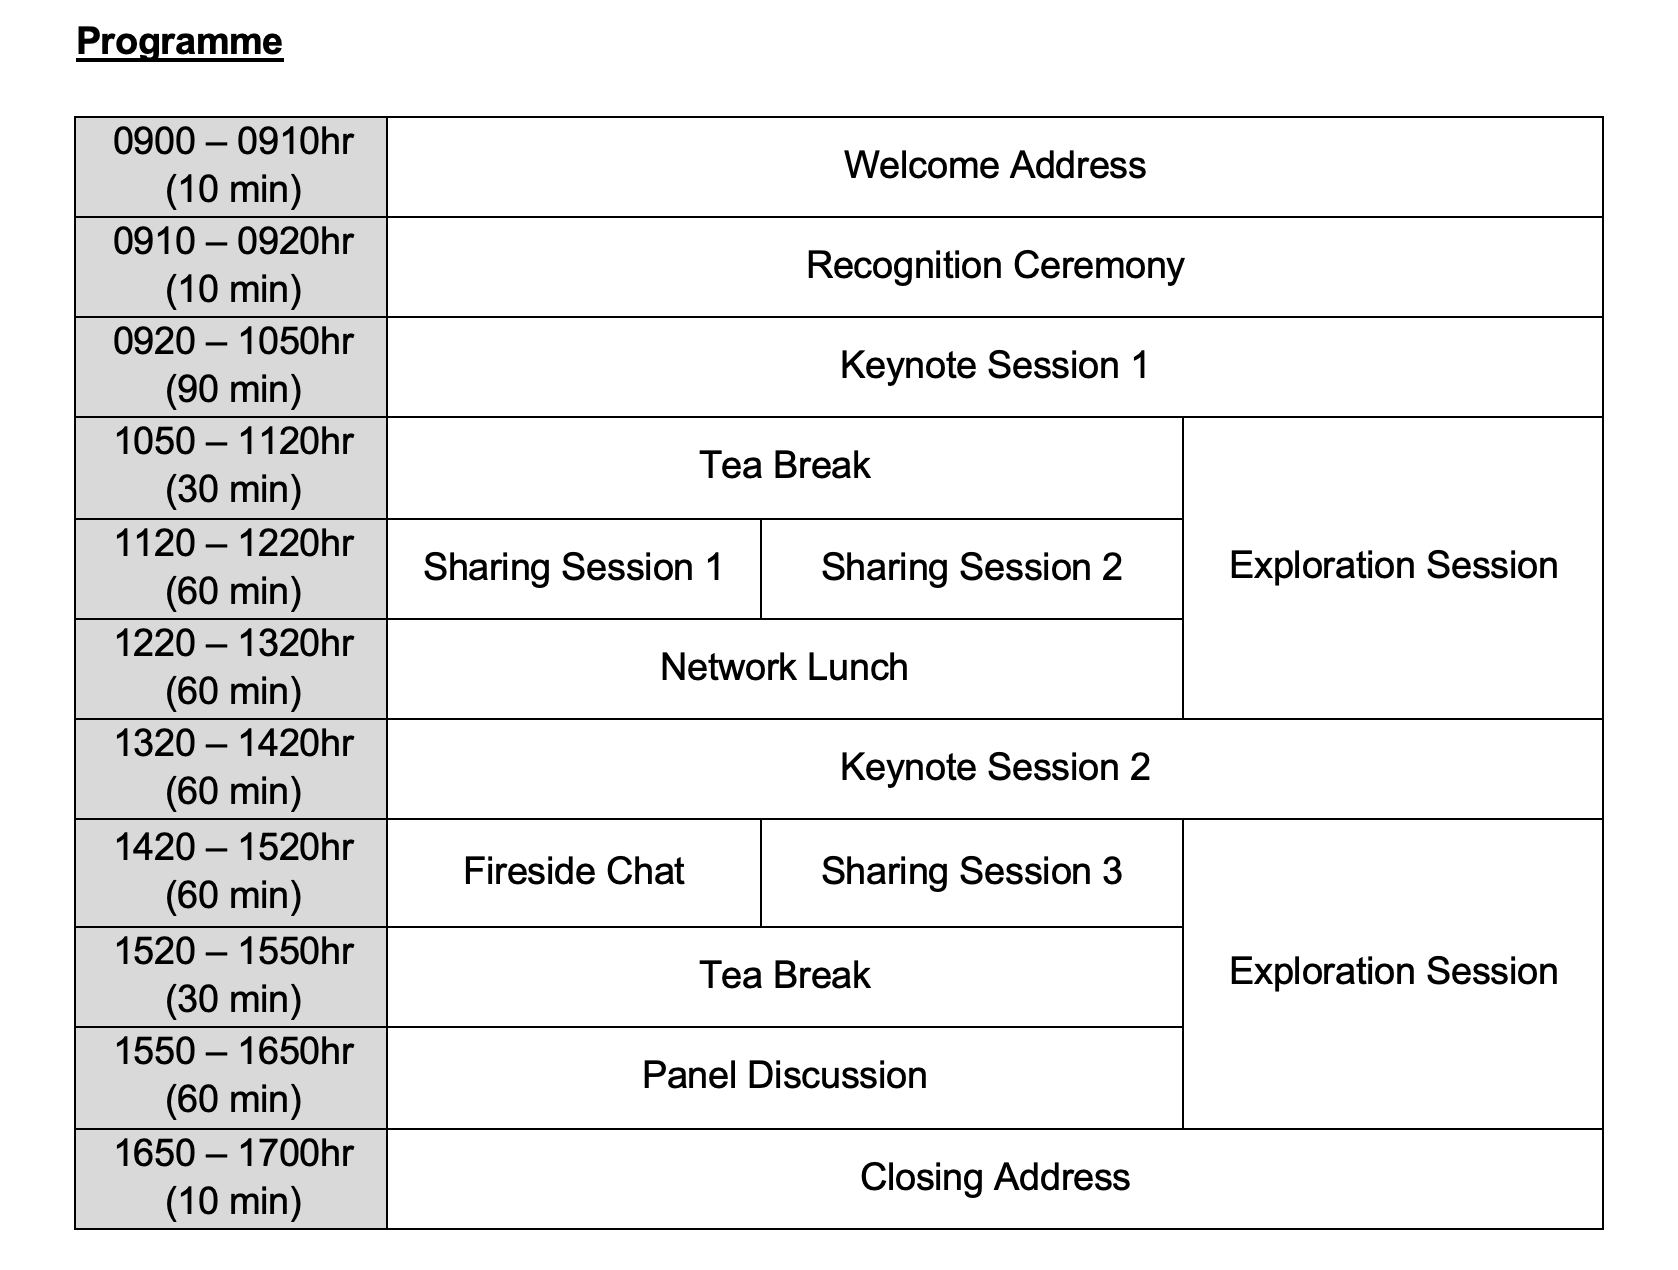 Programme
0900 – 0910hr
(10 min)
Welcome Address
0910 – 0920hr
(10 min)
Recognition Ceremony
0920 – 1050hr
(90 min)
Keynote Session 1
1050 – 1120hr
(30 min)
Tea Break
Exploration Session
1120 – 1220hr
(60 min)
Sharing Session 1
Sharing Session 2
1220 – 1320hr
(60 min)
Network Lunch
1320 – 1420hr
(60 min)
Keynote Session 2
1420 – 1520hr
(60 min)
Fireside Chat
Sharing Session 3
Exploration Session
1520 – 1550hr
(30 min)
Tea Break
1550 – 1650hr
(60 min)
Panel Discussion
1650 – 1700hr
(10 min)
Closing Address